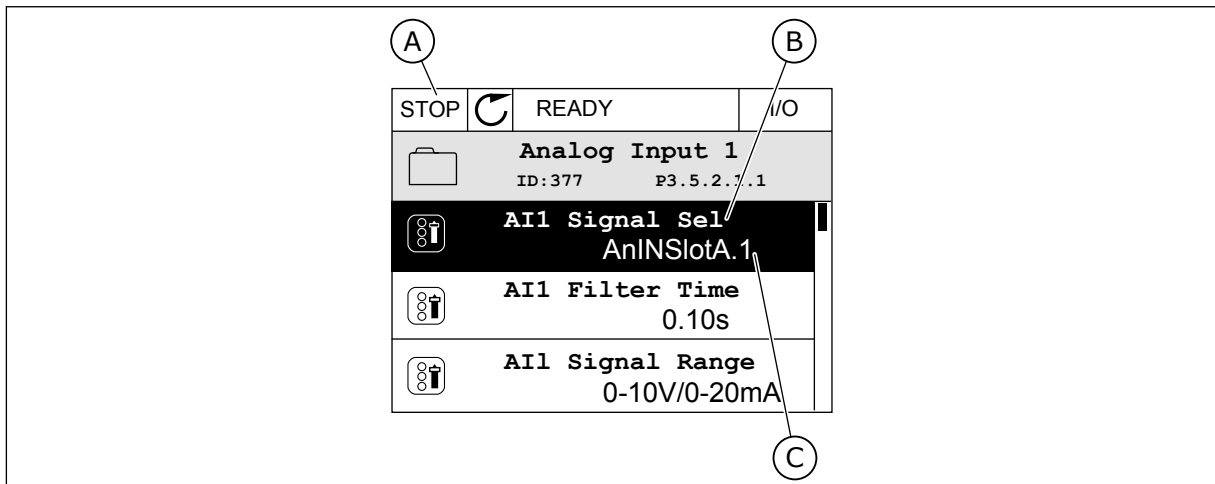 A
B
STOP READY I/O
Analog Input 1
ID:377 P3.5.2.1.1
AI1 Signal Sel
AnINSlotA.1
AI1 Filter Time
0.10s
AIl Signal Range
0-10V/0-20mA
C